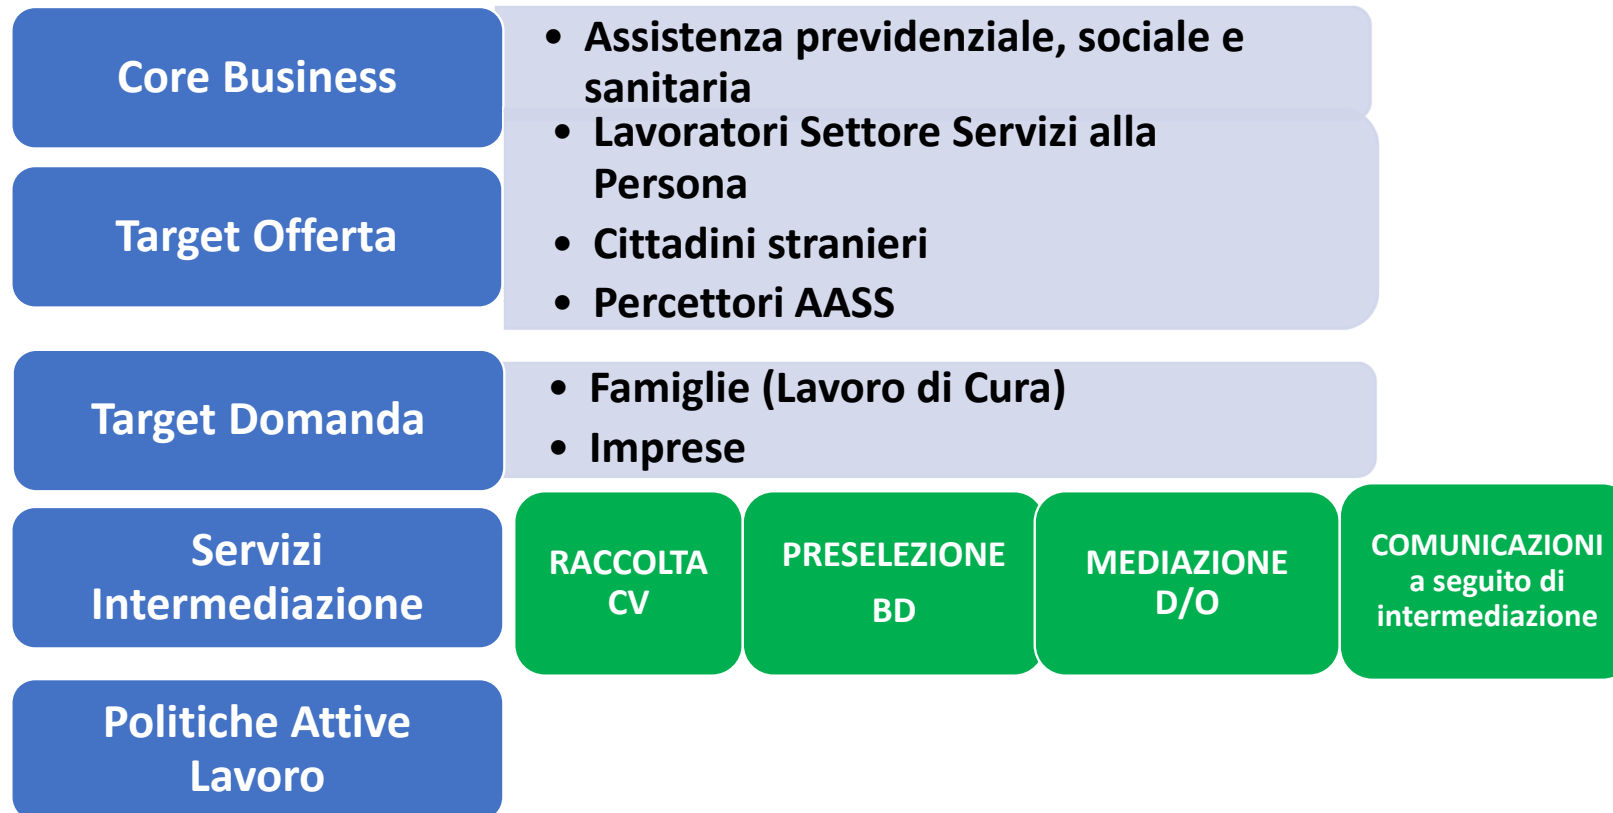 Core Business
• Assistenza previdenziale, sociale e
sanitaria
Target Offerta
• Lavoratori Settore Servizi alla
Persona
• Cittadini stranieri
• Percettori AASS
Target Domanda
• Famiglie (Lavoro di Cura)
• Imprese
Servizi
Intermediazione
RACCOLTA
CV
PRESELEZIONE
BD
MEDIAZIONE
D/O
COMUNICAZIONI
a seguito di
intermediazione
Politiche Attive
Lavoro